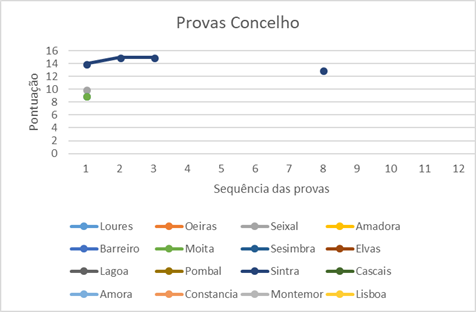 Provas Concelho
16
14
12
10
8
6
4
2
0
Pontuação
1 2 3 4 5 6 7 8 9 10 11 12
Sequência das provas
Loures Oeiras Seixal Amadora
Barreiro Moita Sesimbra Elvas
Lagoa Pombal Sintra Cascais
Amora Constancia Montemor Lisboa